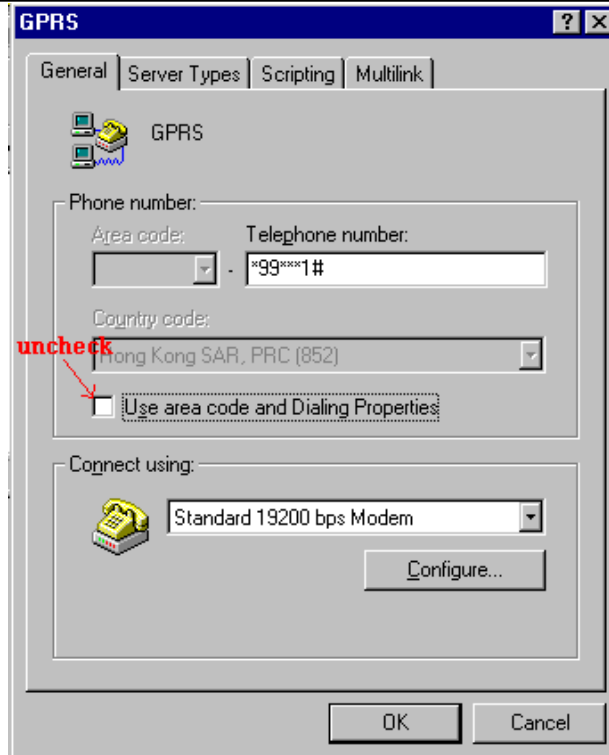 GPRS
General Server Types Scripting Multilink
GPRS
Phone number:
Area code: Telephone number:
- *99***1#
Country code:
uncheck
Hong Kong SAR, PRC (852)
Use area code and Dialing Properties
Connect using:
Standard 19200 bps Modem
Configure...
OK Cancel